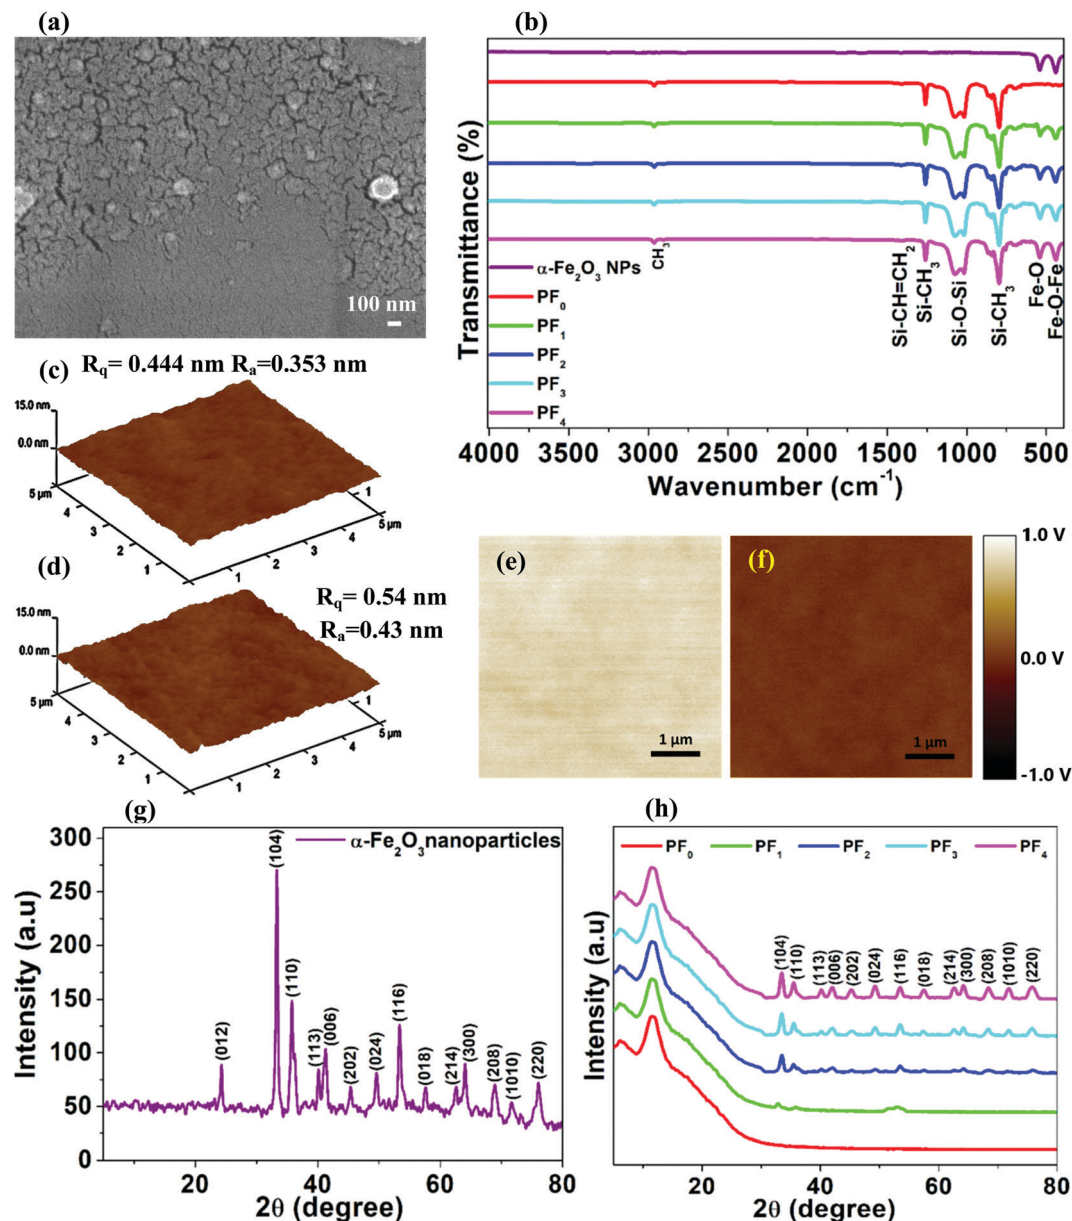 (a)
100 nm
(b)
Transmittance (%)
α-Fe₂O₃ NPs
PF₀
PF₁
PF₂
PF₃
PF₄
CH₃
Si-CH=CH₂
Si-CH₃
Si-O-Si
Si-CH₃
Fe-O
Fe-O-Fe
4000 3500 3000 2500 2000 1500 1000 500
Wavenumber (cm⁻¹)
(c)
R_q= 0.444 nm R_a=0.353 nm
15.0 nm
0.0 nm
5 µm
4
3
2
1
1
2
3
4
5 µm
1
(d)
R_q= 0.54 nm
R_a=0.43 nm
15.0 nm
0.0 nm
5 µm
4
3
2
1
1
2
3
4
5 µm
1
(e)
1 µm
(f)
1 µm
1.0 V
0.0 V
-1.0 V
(g)
Intensity (a.u)
300
250
200
150
100
50
0
α-Fe₂O₃nanoparticles
(012)
(104)
(110)
(113)
(006)
(202)
(024)
(116)
(018)
(214)
(300)
(208)
(1010)
(220)
20 40 60 80
2θ (degree)
(h)
Intensity (a.u)
PF₀ PF₁ PF₂ PF₃ PF₄
(104)
(110)
(113)
(006)
(202)
(024)
(116)
(018)
(214)
(300)
(208)
(1010)
(220)
20 40 60 80
2θ (degree)